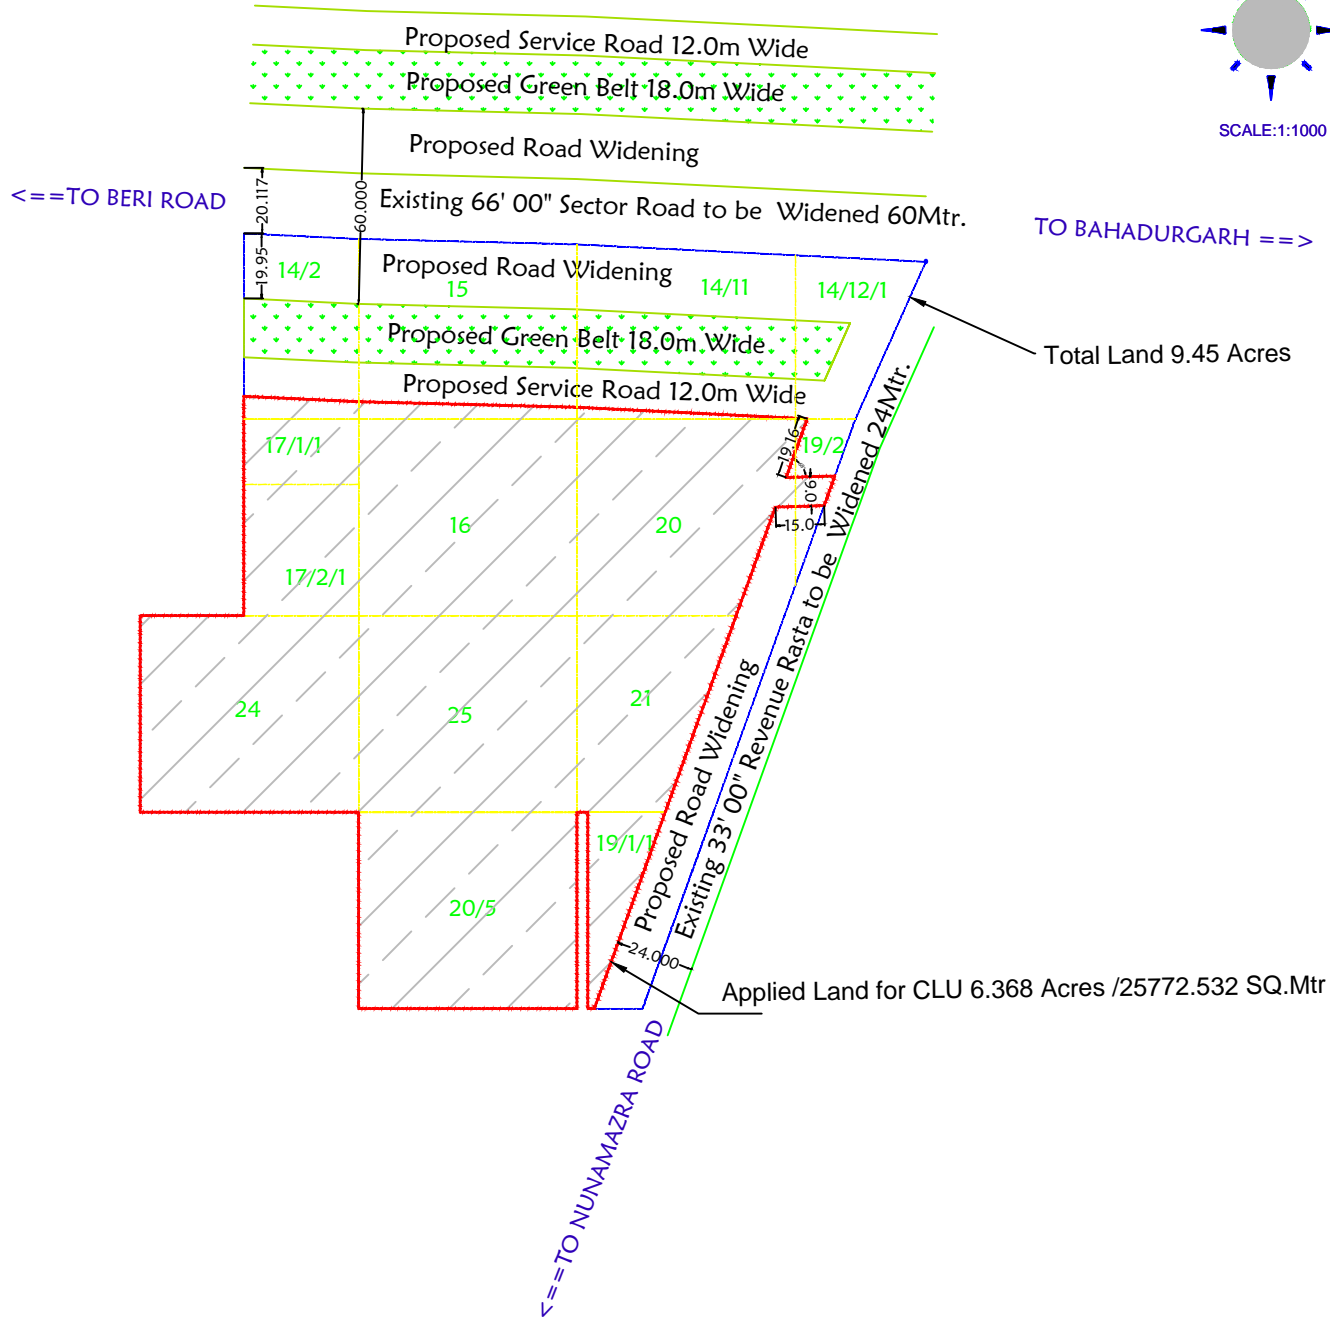 Proposed Service Road 12.0m Wide
Proposed Green Belt 18.0m Wide
SCALE:1:1000
Proposed Road Widening
<==TO BERI ROAD
20.117
60.000
Existing 66' 00" Sector Road to be Widened 60Mtr.
TO BAHADURGARH ==>
19.95
14/2
Proposed Road Widening
15
14/11
14/12/1
Proposed Green Belt 18.0m Wide
Total Land 9.45 Acres
Proposed Service Road 12.0m Wide
17/1/1
19.16
19/2
9.0
15.0
16
20
17/2/1
Existing 33' 00" Revenue Rasta to be Widened 24Mtr.
24
25
21
Proposed Road Widening
19/1/1
20/5
24.000
Applied Land for CLU 6.368 Acres /25772.532 SQ.Mtr
<==TO NUNAMAZRA ROAD